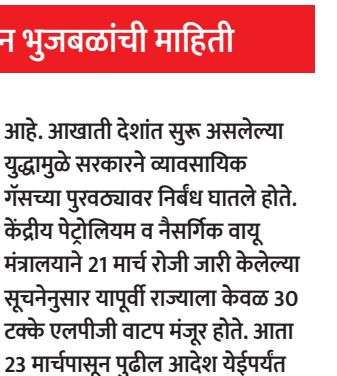 न भुजबळांची माहिती
आहे. आखाती देशांत सुरू असलेल्या
युद्धामुळे सरकारने व्यावसायिक
गॅसच्या पुरवठ्यावर निर्बंध घातले होते.
केंद्रीय पेट्रोलियम व नैसर्गिक वायू
मंत्रालयाने 21 मार्च रोजी जारी केलेल्या
सूचनेनुसार यापूर्वी राज्याला केवळ 30
टक्के एलपीजी वाटप मंजूर होते. आता
23 मार्चपासून पुढील आदेश येईपर्यंत